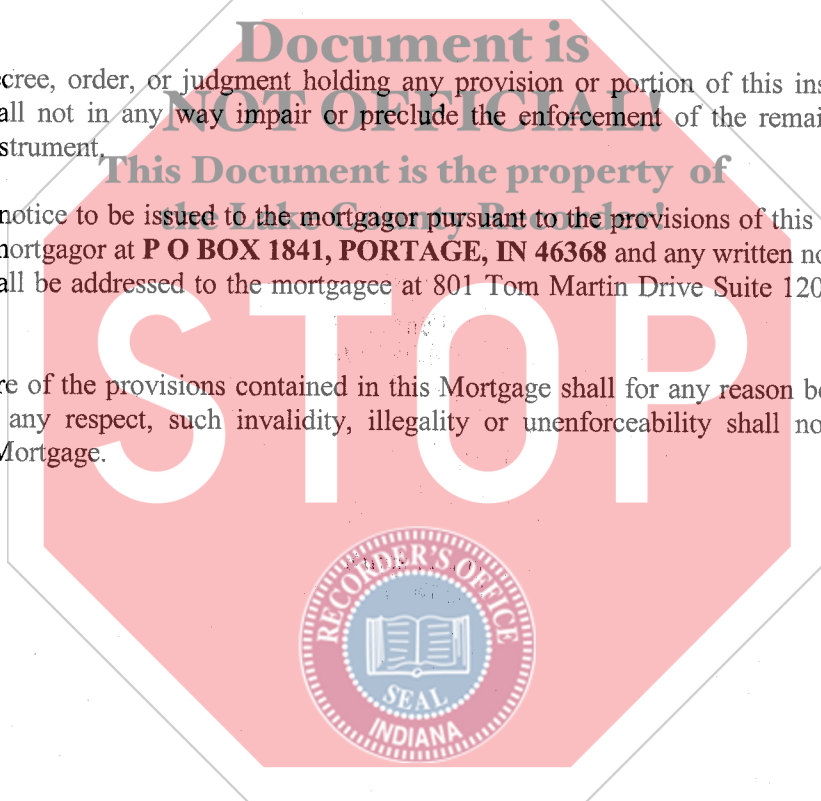 Document is
cree, order, or judgment holding any provision or portion of this ins
NOT OFFICIAL!
all not in any way impair or preclude the enforcement of the remai
strument.
This Document is the property of
the Lake County Recorder!
notice to be issued to the mortgagor pursuant to the provisions of this
nortgagor at P O BOX 1841, PORTAGE, IN 46368 and any written no
all be addressed to the mortgagee at 801 Tom Martin Drive Suite 120
STOP
re of the provisions contained in this Mortgage shall for any reason be
any respect, such invalidity, illegality or unenforceability shall no
Mortgage.
RECORDER'S OFFICE
SEAL
INDIANA